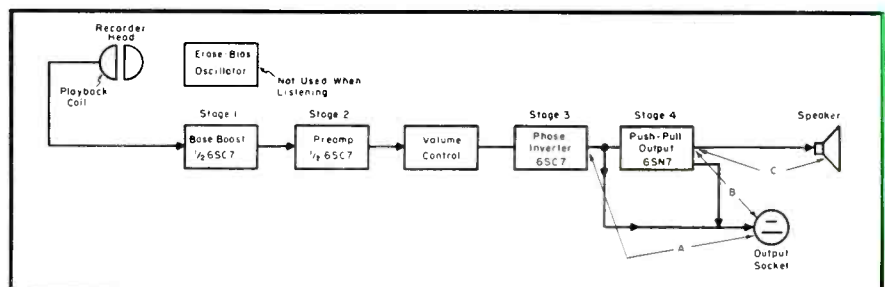 Recorder
Head
Erase-Bias
Oscillator
Not Used When
Listening
Playback
Coil
Stage 1
Base Boost
1/2 6SC7
Stage 2
Preamp
1/2 6SC7
Volume
Control
Stage 3
Phase
Inverter
6SC7
Stage 4
Push-Pull
Output
6SN7
Speaker
C
B
A
Output
Socket